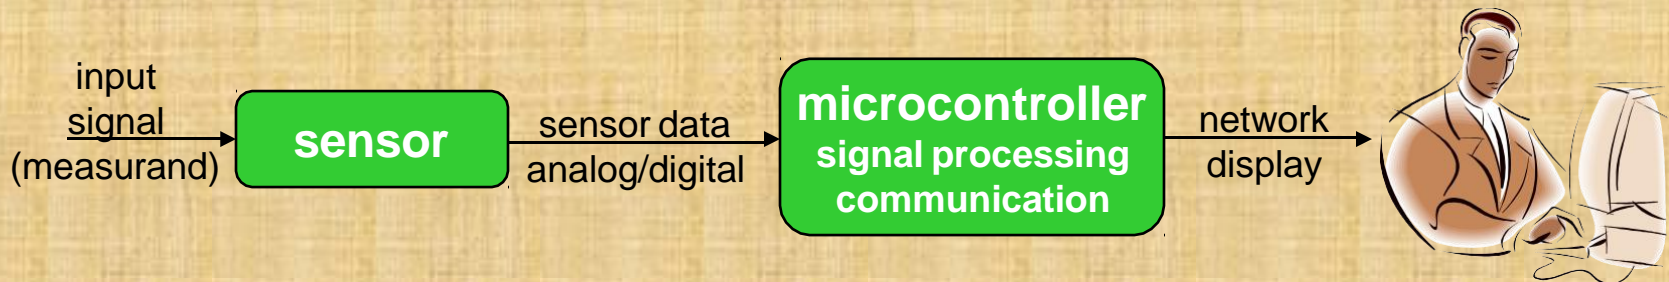 input
signal
(measurand)
sensor
sensor data
analog/digital
microcontroller
signal processing
communication
network
display